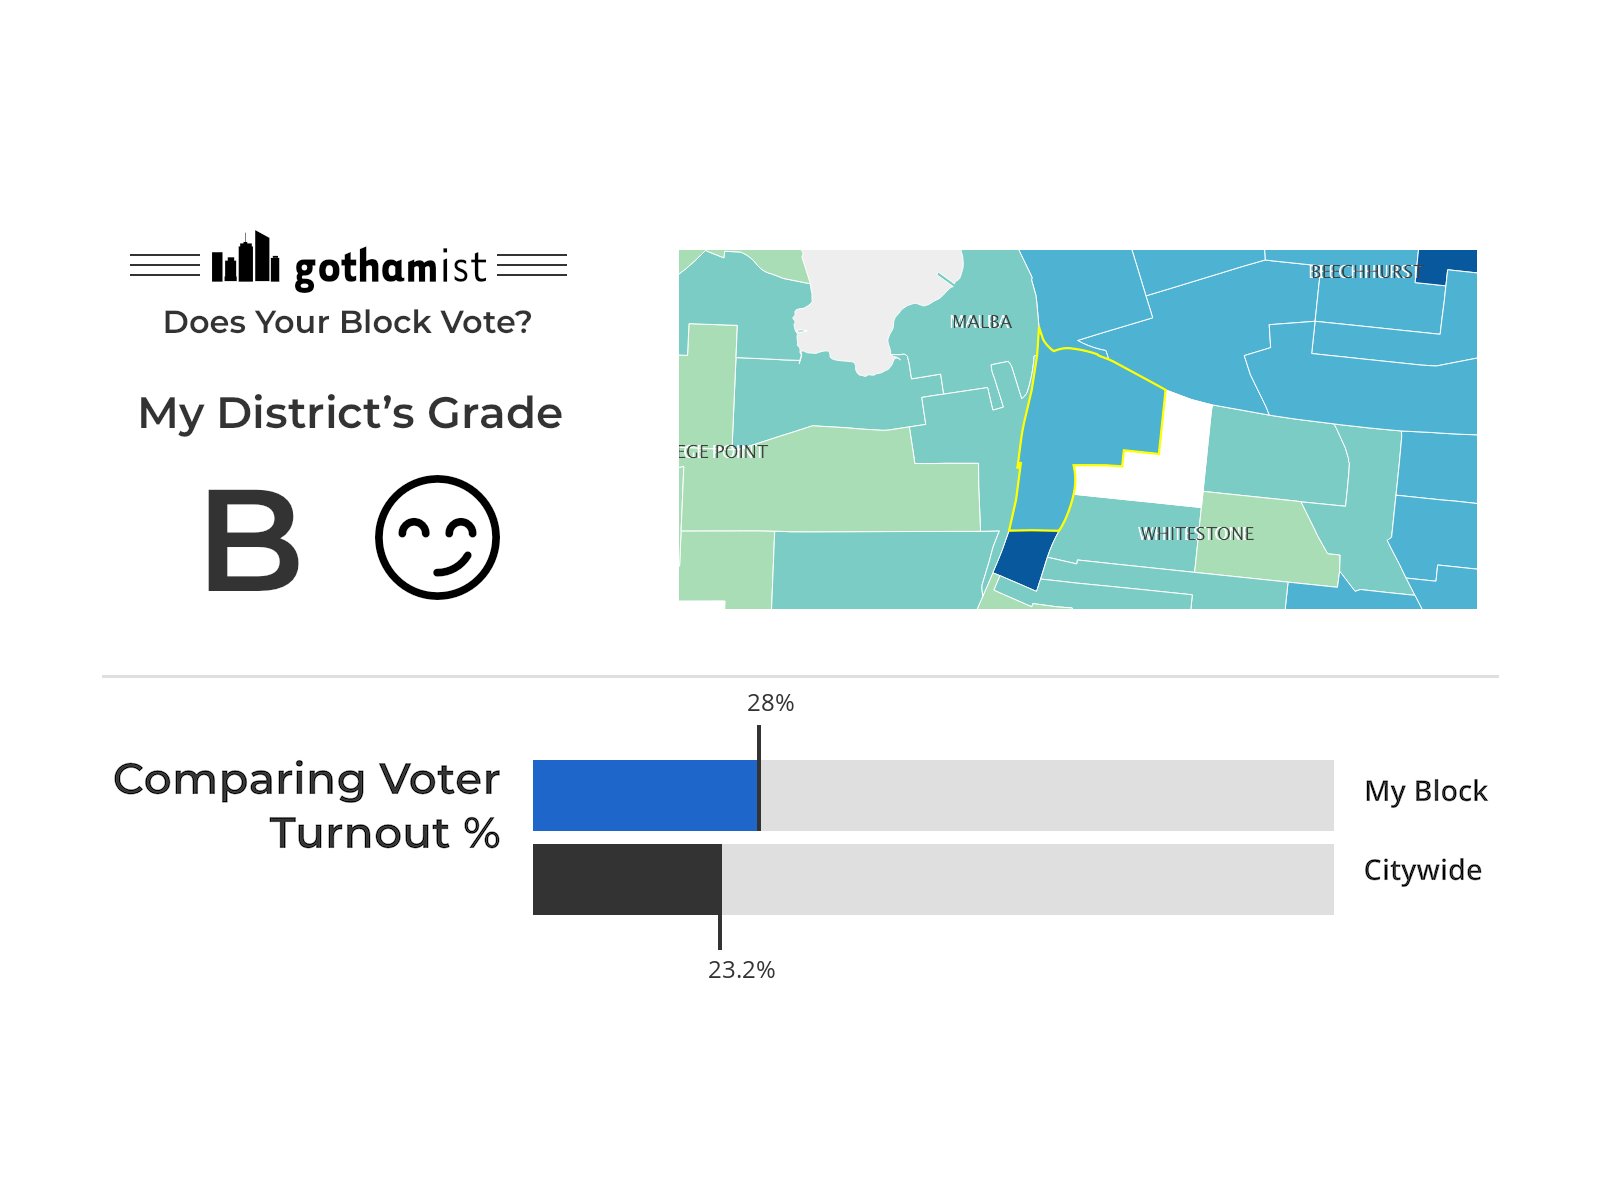 gothamist
Does Your Block Vote?
My District’s Grade
B
BEECHHURST
MALBA
EGE POINT
WHITESTONE
28%
Comparing Voter
Turnout %
My Block
Citywide
23.2%